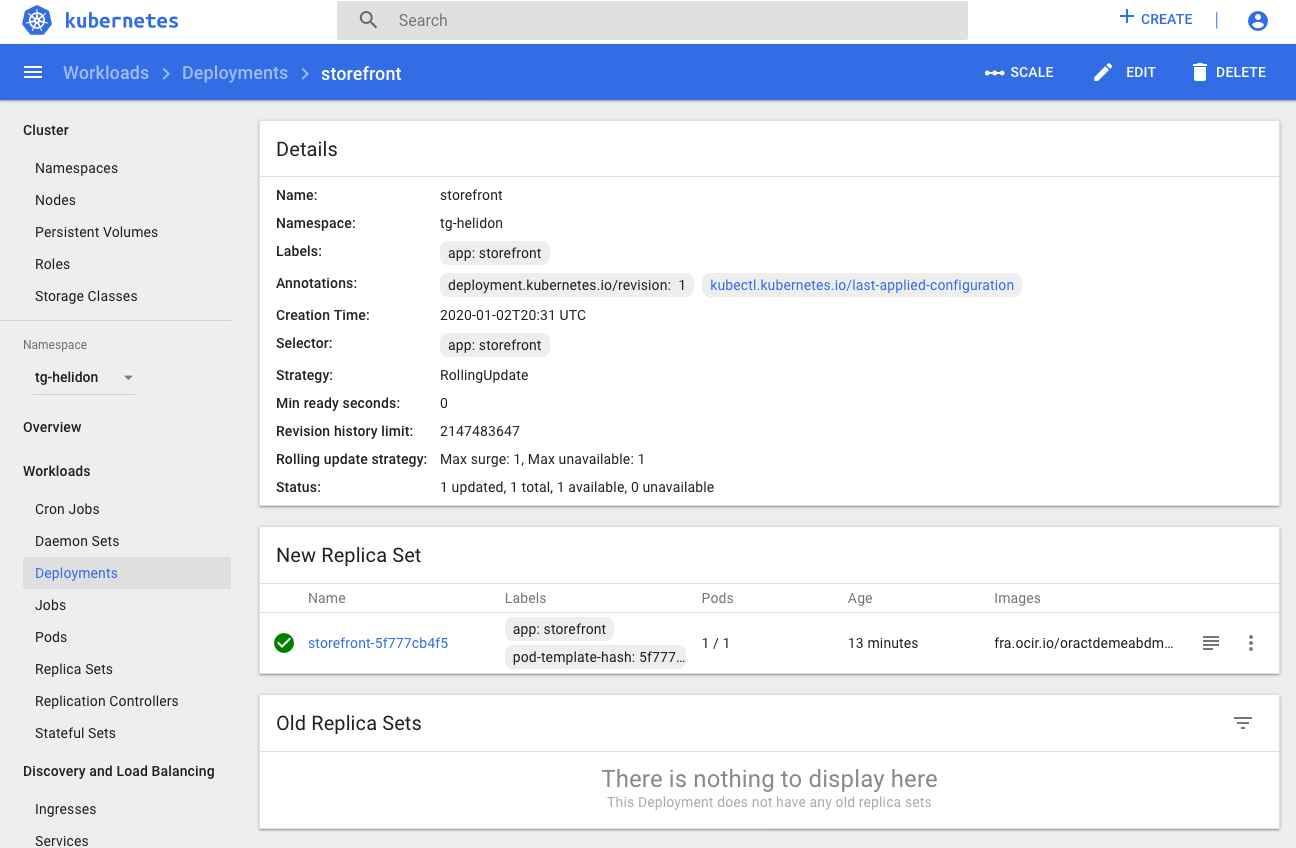 kubernetes
Search
CREATE
Workloads
Deployments
storefront
SCALE
EDIT
DELETE
Cluster
Namespaces
Nodes
Persistent Volumes
Roles
Storage Classes
Namespace
tg-helidon
Overview
Workloads
Cron Jobs
Daemon Sets
Deployments
Jobs
Pods
Replica Sets
Replication Controllers
Stateful Sets
Discovery and Load Balancing
Ingresses
Services
Details
Name: storefront
Namespace: tg-helidon
Labels: app: storefront
Annotations: deployment.kubernetes.io/revision: 1 kubectl.kubernetes.io/last-applied-configuration
Creation Time: 2020-01-02T20:31 UTC
Selector: app: storefront
Strategy: RollingUpdate
Min ready seconds: 0
Revision history limit: 2147483647
Rolling update strategy: Max surge: 1, Max unavailable: 1
Status: 1 updated, 1 total, 1 available, 0 unavailable
New Replica Set
Name Labels Pods Age Images
storefront-5f777cb4f5
app: storefront
pod-template-hash: 5f777…
1 / 1
13 minutes
fra.ocir.io/oractdemeabdm…
Old Replica Sets
There is nothing to display here
This Deployment does not have any old replica sets